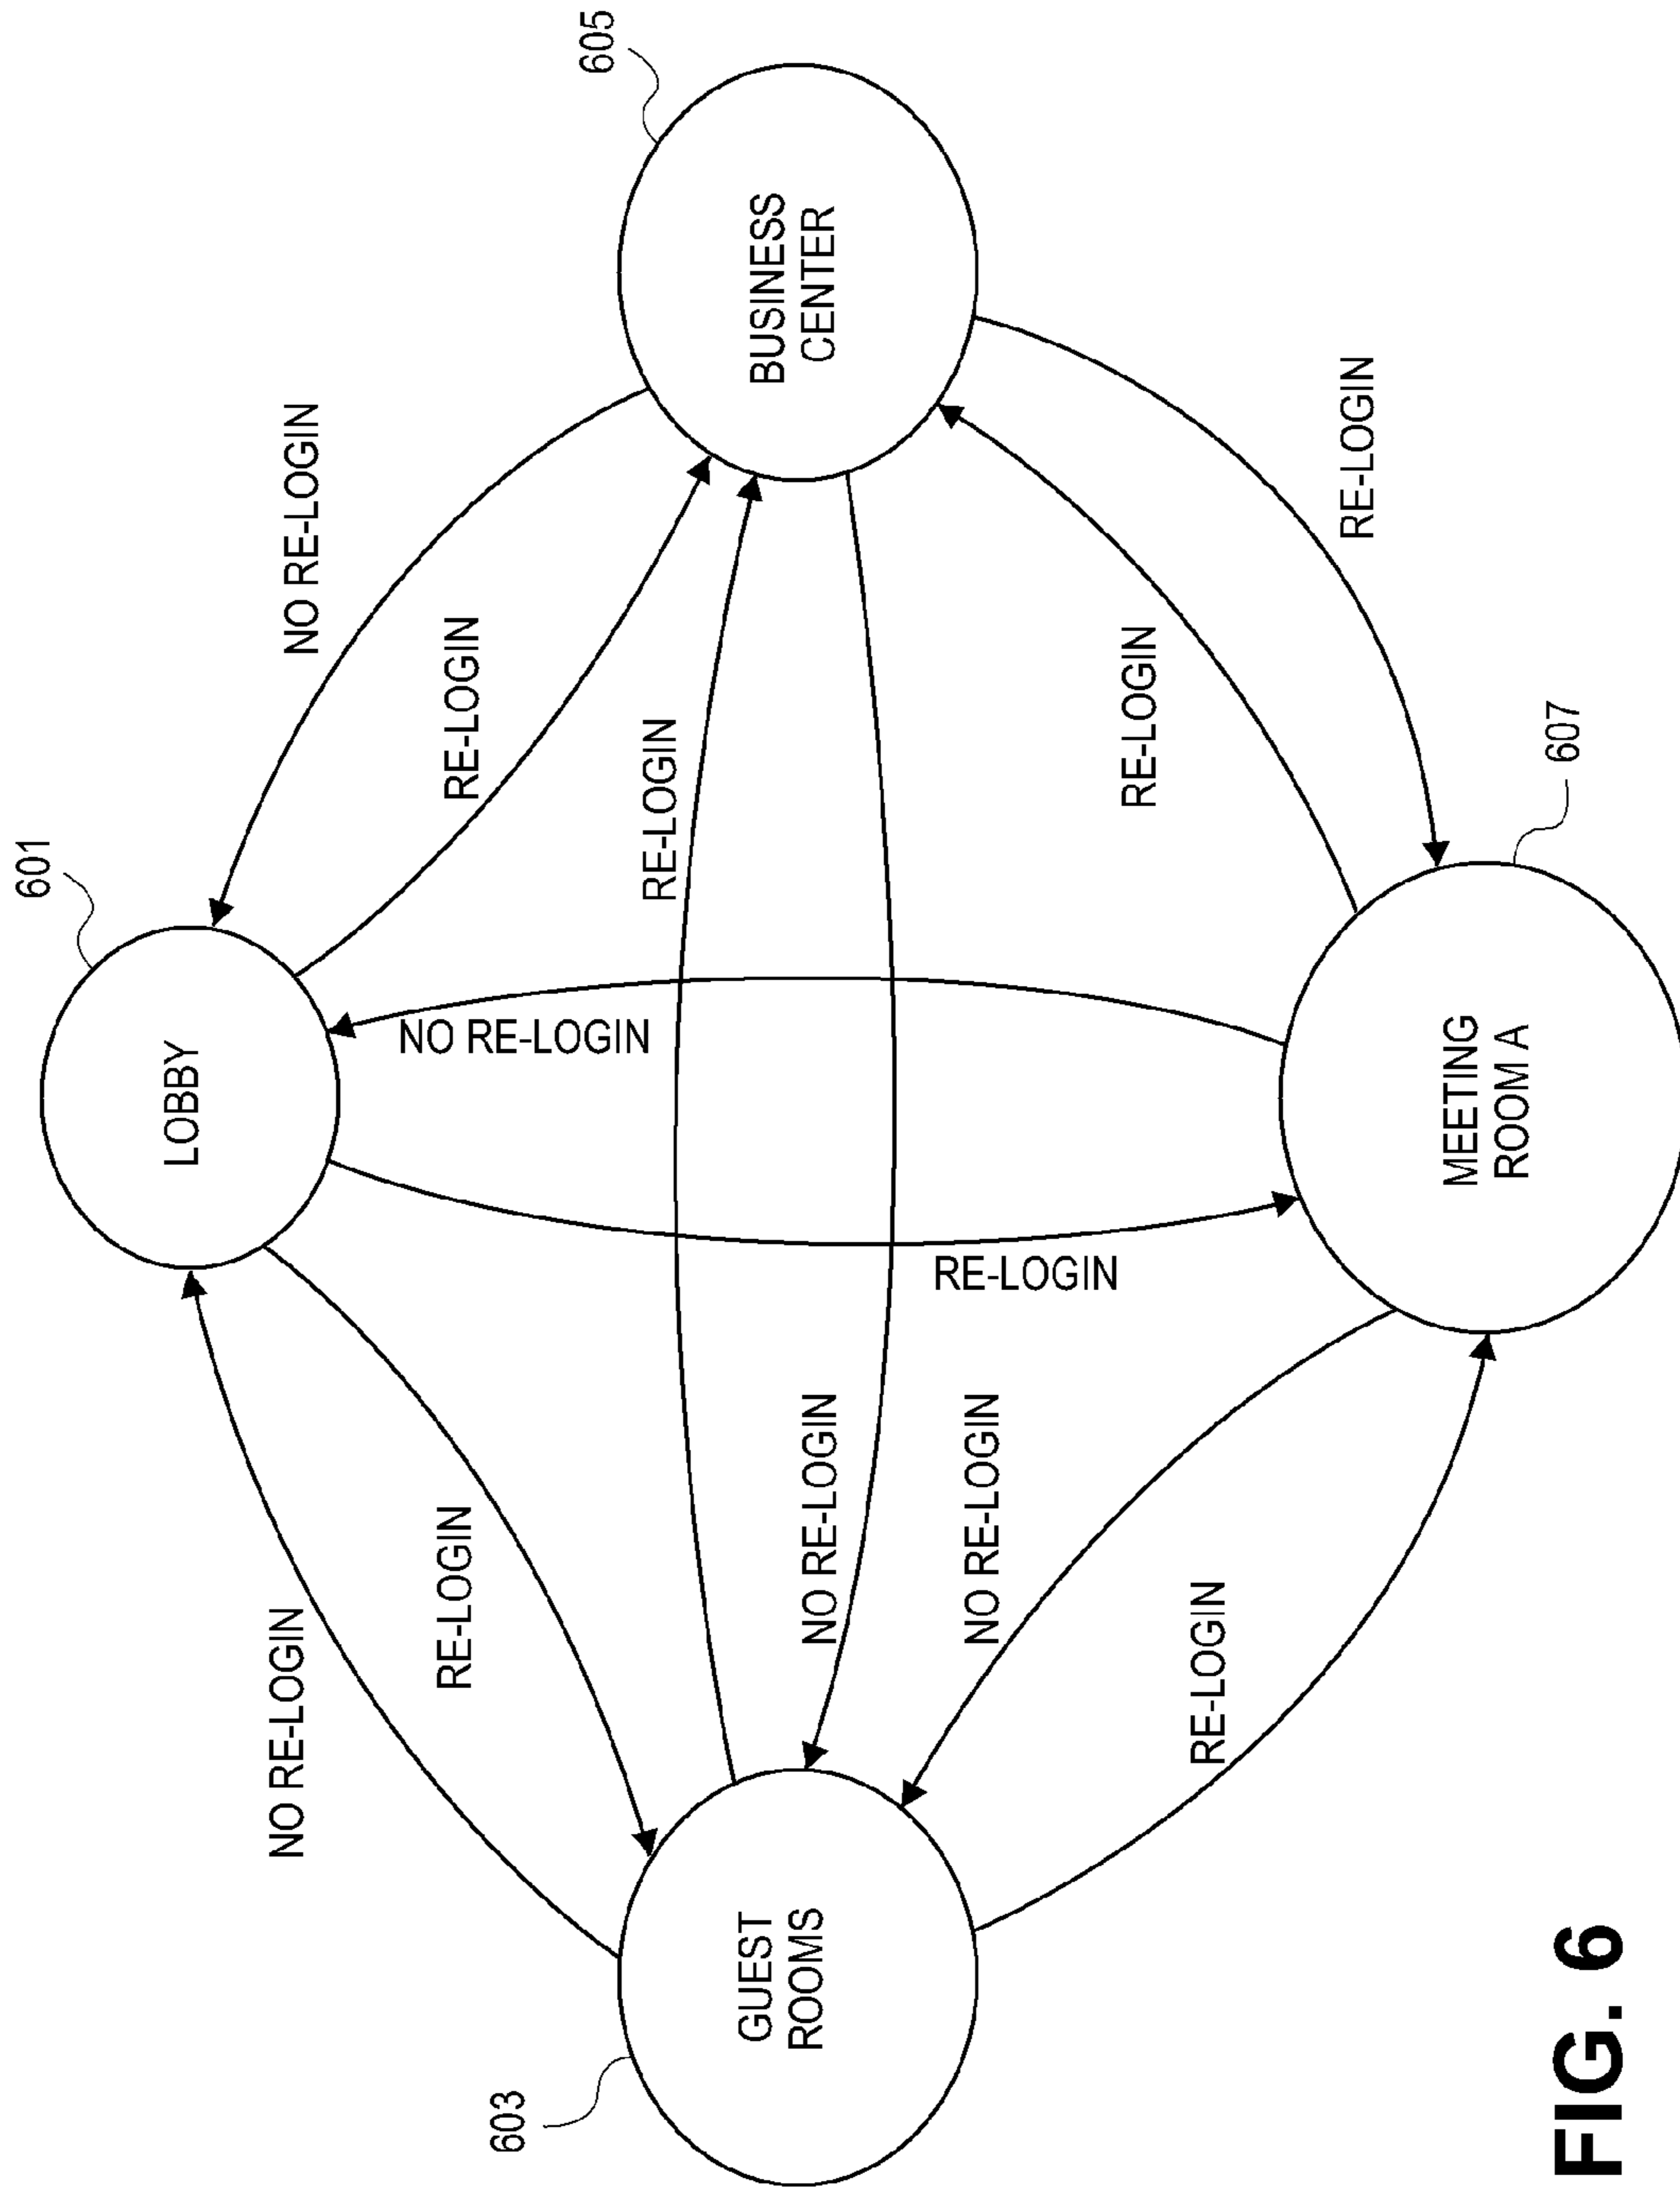 601
LOBBY
NO RE-LOGIN
RE-LOGIN
NO RE-LOGIN
RE-LOGIN
603
GUEST
ROOMS
NO RE-LOGIN
RE-LOGIN
605
BUSINESS
CENTER
NO RE-LOGIN
RE-LOGIN
NO RE-LOGIN
RE-LOGIN
RE-LOGIN
RE-LOGIN
MEETING
ROOM A
607
FIG. 6